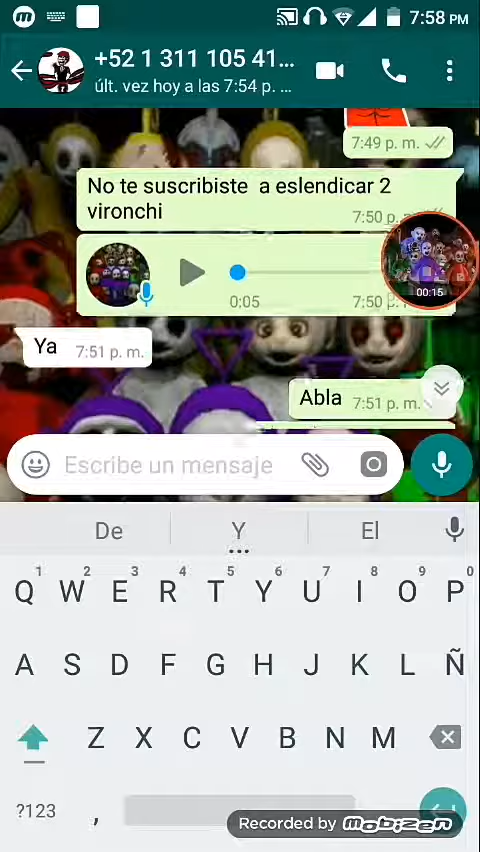 7:58 PM
+52 1 311 105 41...
últ. vez hoy a las 7:54 p. ...
7:49 p. m.
No te suscribiste a eslendicar 2
vironchi
7:50 p.
00:15
0:05
7:50 p.
Ya 7:51 p. m.
Abla 7:51 p. m.
Escribe un mensaje
De Y El
1 2 3 4 5 6 7 8 9 0
Q W E R T Y U I O P
A S D F G H J K L Ñ
Z X C V B N M
?123 ,
Recorded by mobizen